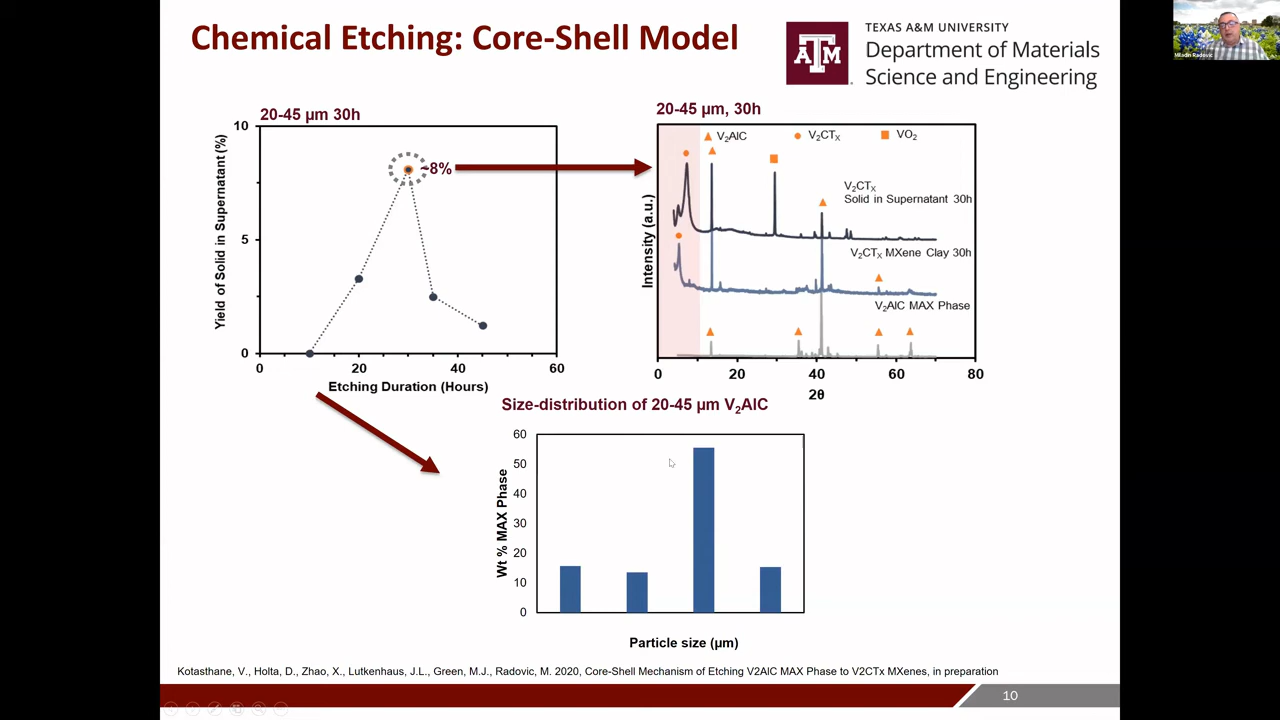 Chemical Etching: Core-Shell Model
ATM
TEXAS A&M UNIVERSITY
Department of Materials
Science and Engineering
Miladin Radovic
20-45 µm 30h
10
5
0
0
20
40
60
Yield of Solid in Supernatant (%)
Etching Duration (Hours)
~8%
20-45 µm, 30h
V₂AlC
V₂CTₓ
VO₂
V₂CTₓ
Solid in Supernatant 30h
V₂CTₓ MXene Clay 30h
V₂AlC MAX Phase
Intensity (a.u.)
0
20
40
60
80
2θ
Size-distribution of 20-45 µm V₂AlC
60
50
40
30
20
10
0
Wt % MAX Phase
Particle size (µm)
Kotasthane, V., Holta, D., Zhao, X., Lutkenhaus, J.L., Green, M.J., Radovic, M. 2020, Core-Shell Mechanism of Etching V2AlC MAX Phase to V2CTx MXenes, in preparation
10